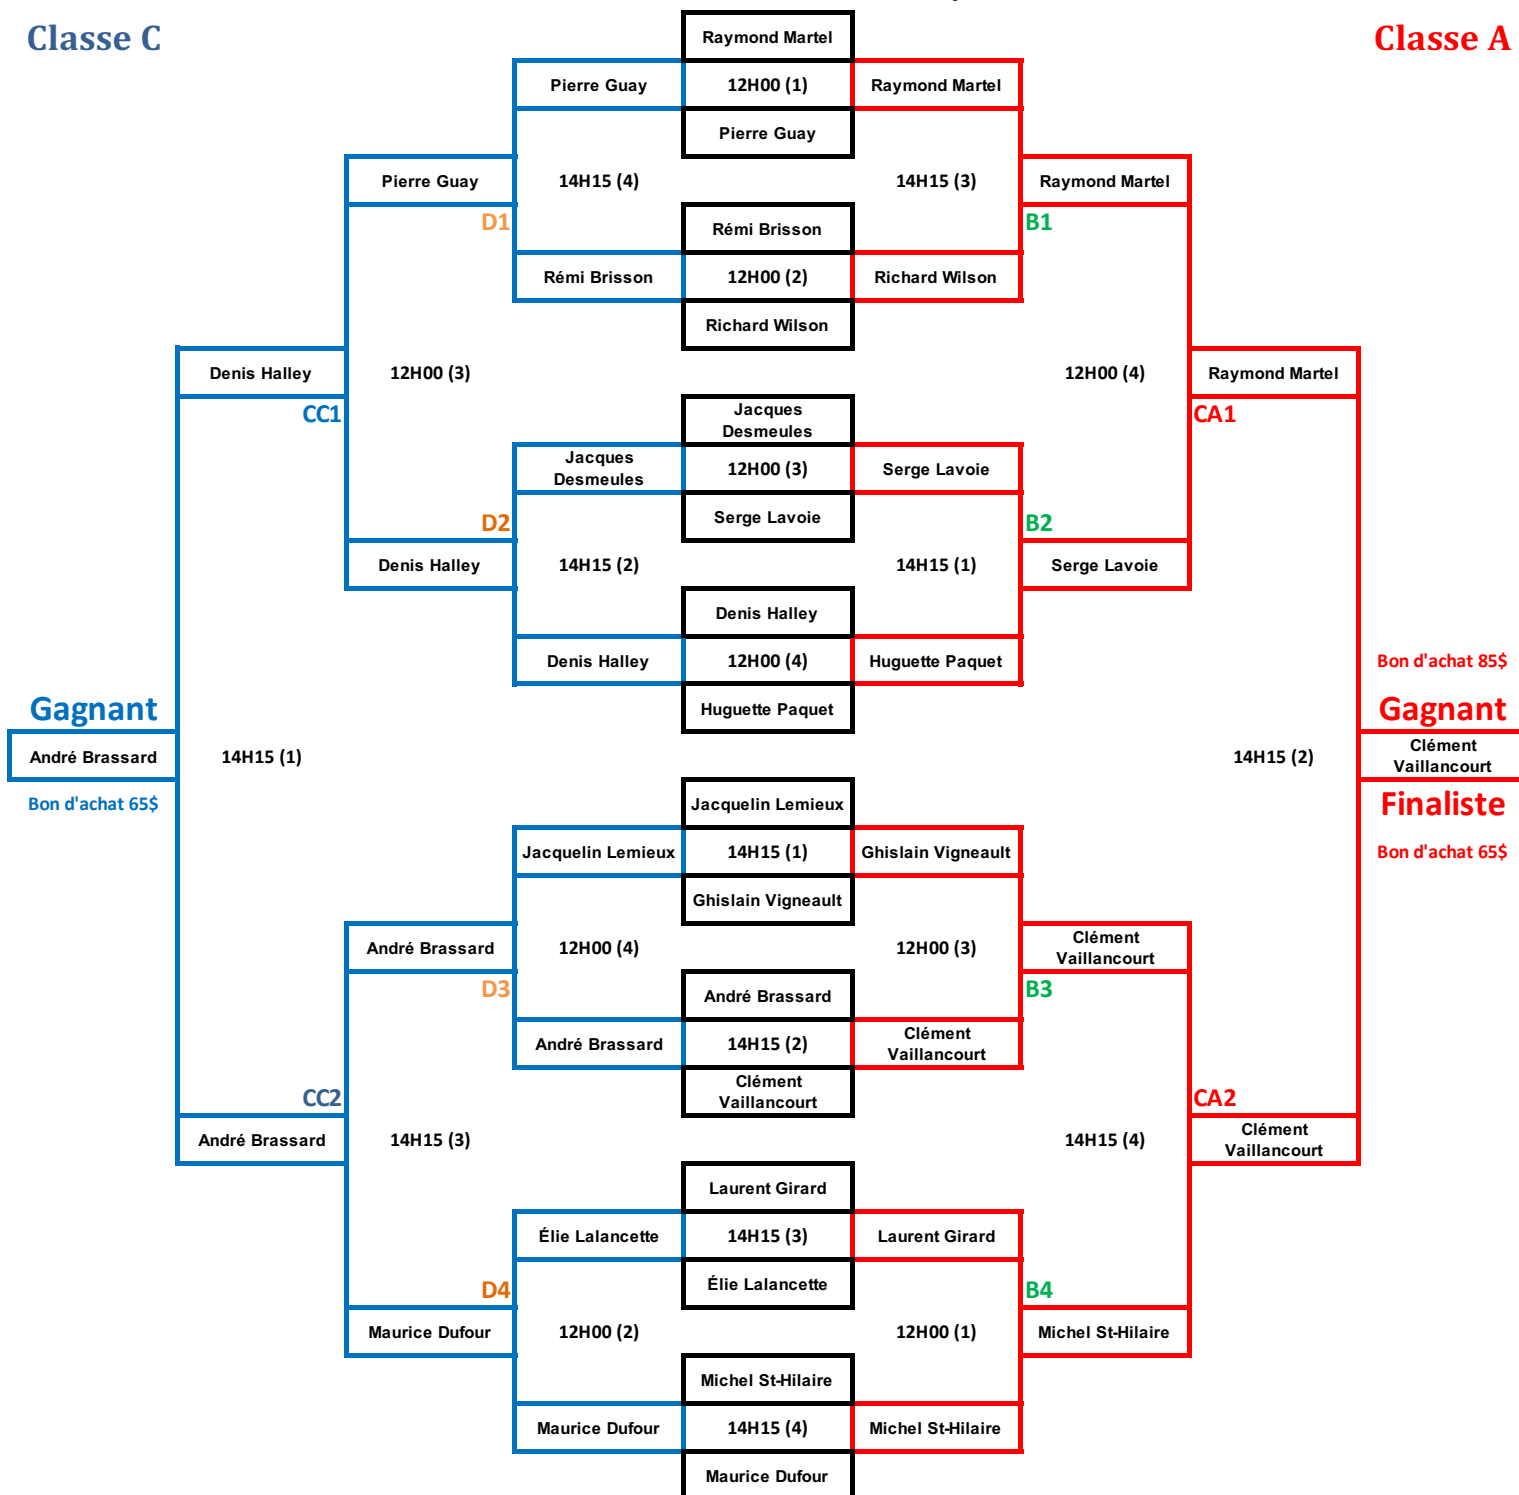 Raymond Martel
Classe C
Classe A
Pierre Guay
12H00 (1)
Raymond Martel
Pierre Guay
Pierre Guay
14H15 (4)
14H15 (3)
Raymond Martel
D1
Rémi Brisson
B1
Rémi Brisson
12H00 (2)
Richard Wilson
Richard Wilson
Denis Halley
12H00 (3)
12H00 (4)
Raymond Martel
CC1
Jacques
Desmeules
CA1
Jacques
Desmeules
12H00 (3)
Serge Lavoie
D2
Serge Lavoie
B2
Denis Halley
14H15 (2)
14H15 (1)
Serge Lavoie
Denis Halley
Denis Halley
12H00 (4)
Huguette Paquet
Bon d'achat 85$
Gagnant
Huguette Paquet
Gagnant
André Brassard
14H15 (1)
14H15 (2)
Clément
Vaillancourt
Bon d'achat 65$
Jacquelin Lemieux
Finaliste
Jacquelin Lemieux
14H15 (1)
Ghislain Vigneault
Bon d'achat 65$
Ghislain Vigneault
André Brassard
12H00 (4)
12H00 (3)
Clément
Vaillancourt
D3
André Brassard
B3
André Brassard
14H15 (2)
Clément
Vaillancourt
CC2
Clément
Vaillancourt
CA2
André Brassard
14H15 (3)
14H15 (4)
Clément
Vaillancourt
Laurent Girard
Élie Lalancette
14H15 (3)
Laurent Girard
D4
Élie Lalancette
B4
Maurice Dufour
12H00 (2)
12H00 (1)
Michel St-Hilaire
Michel St-Hilaire
Maurice Dufour
14H15 (4)
Michel St-Hilaire
Maurice Dufour